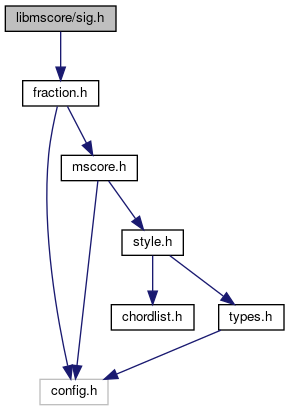 libmscore/sig.h
fraction.h
mscore.h
style.h
chordlist.h
types.h
config.h